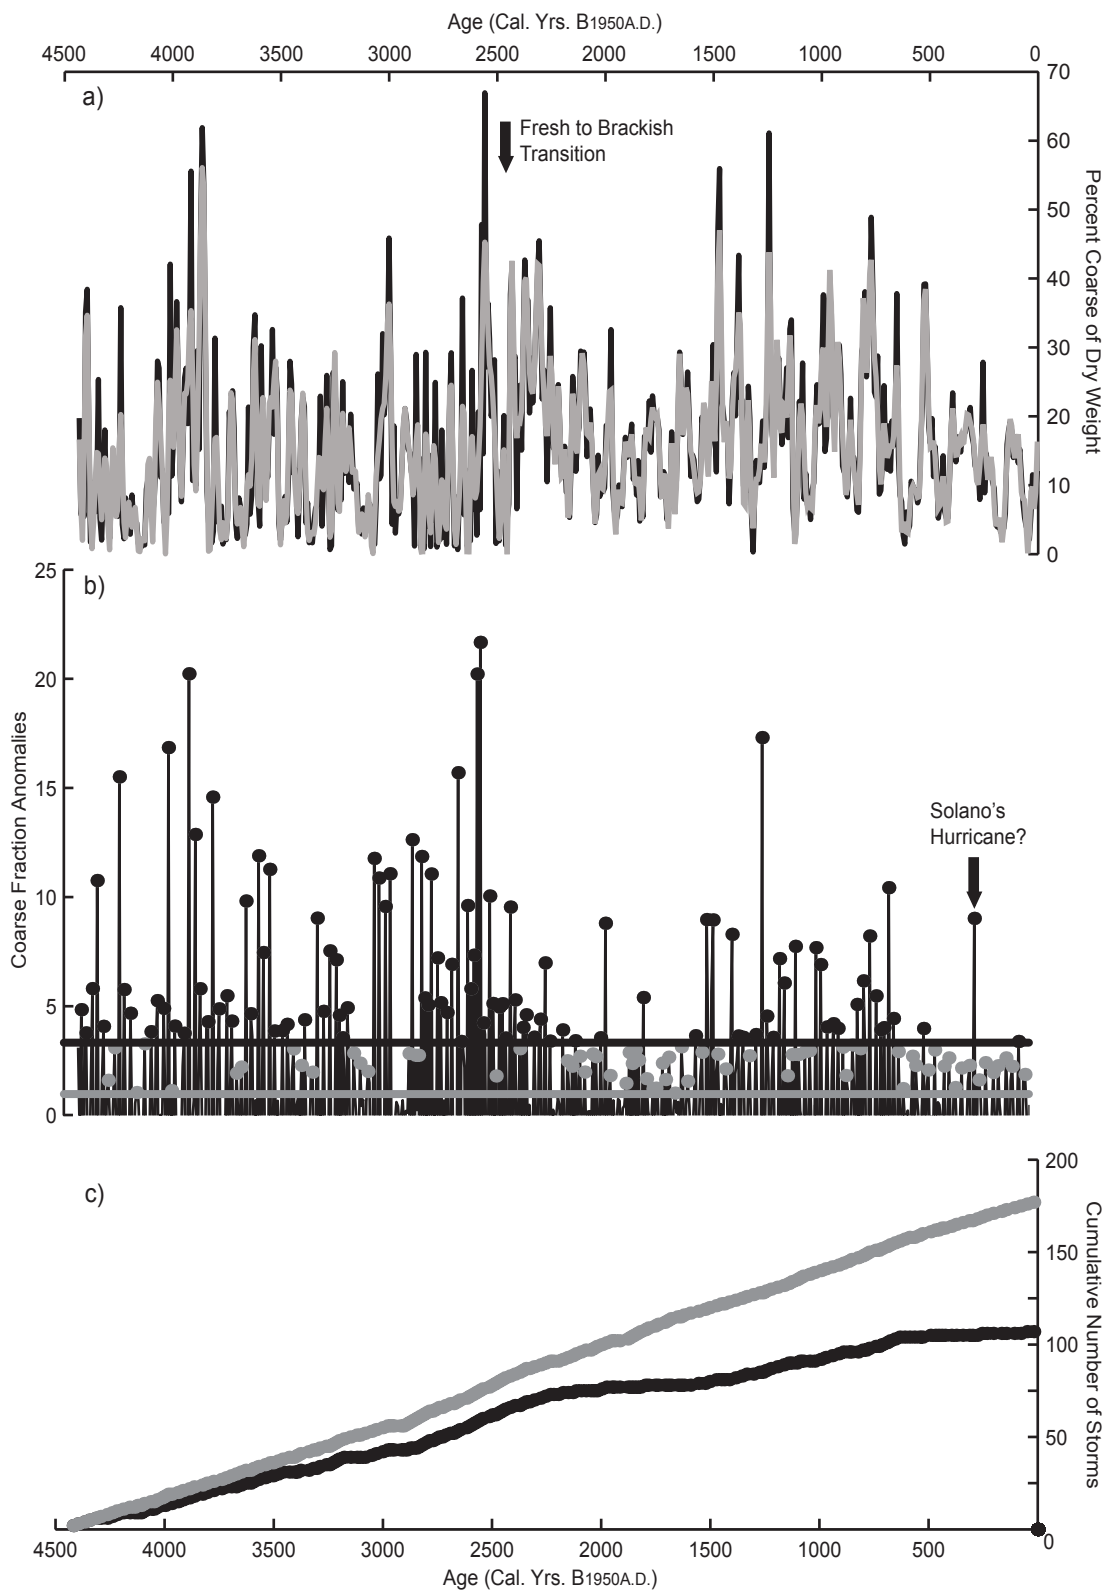 Age (Cal. Yrs. B1950A.D.)
4500 4000 3500 3000 2500 2000 1500 1000 500 0
a)
Fresh to Brackish
Transition
70
60
50
40
30
20
10
0
Percent Coarse of Dry Weight
b)
25
20
15
10
5
0
Coarse Fraction Anomalies
Solano's
Hurricane?
c)
200
150
100
50
0
Cumulative Number of Storms
4500 4000 3500 3000 2500 2000 1500 1000 500
Age (Cal. Yrs. B1950A.D.)